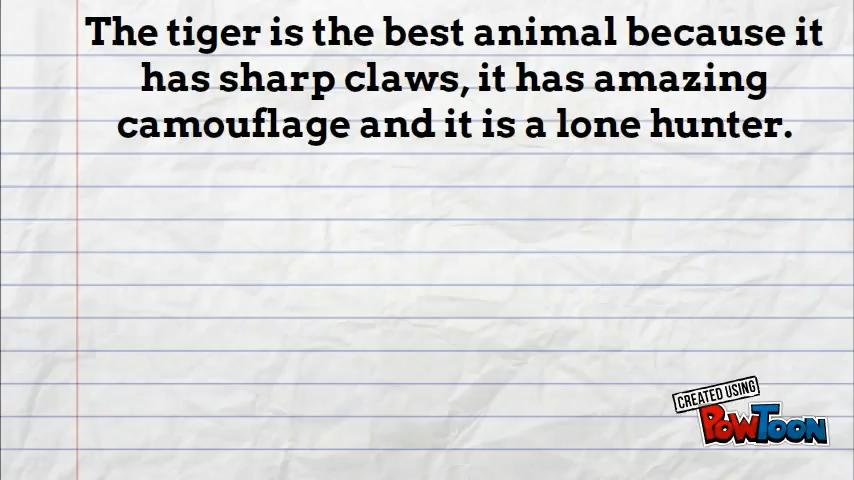 The tiger is the best animal because it
has sharp claws, it has amazing
camouflage and it is a lone hunter.
CREATED USING
POWTOON